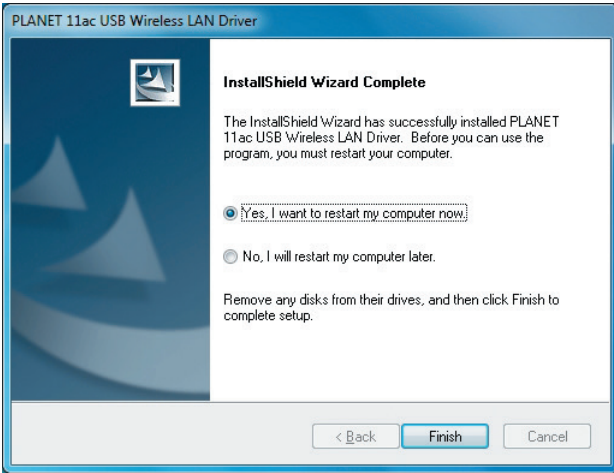 PLANET 11ac USB Wireless LAN Driver
InstallShield Wizard Complete
The InstallShield Wizard has successfully installed PLANET
11ac USB Wireless LAN Driver.  Before you can use the
program, you must restart your computer.
Yes, I want to restart my computer now.
No, I will restart my computer later.
Remove any disks from their drives, and then click Finish to
complete setup.
< Back Finish Cancel